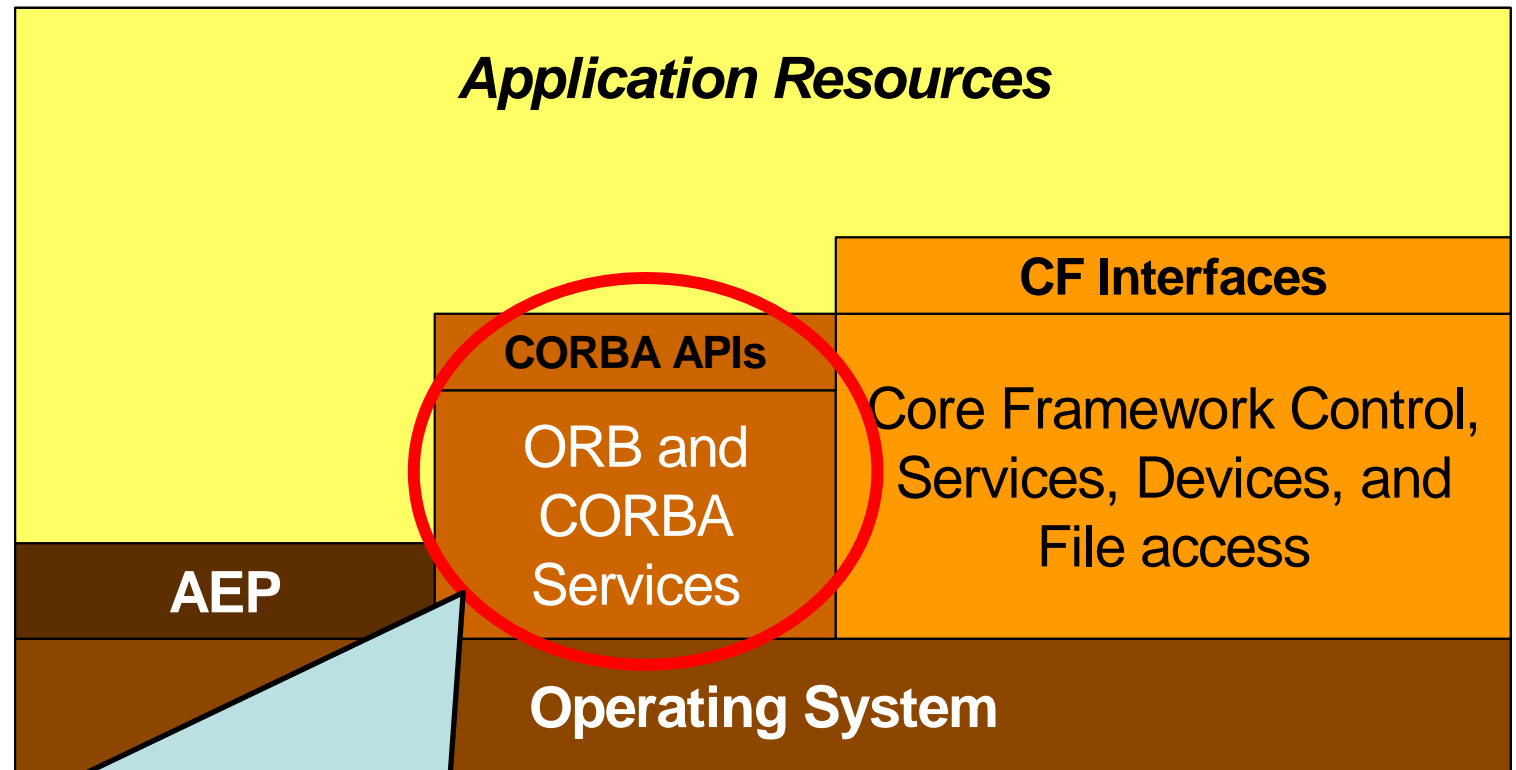 Application Resources
CF Interfaces
CORBA APIs
Core Framework Control,
Services, Devices, and
File access
ORB and
CORBA
Services
AEP
Operating System